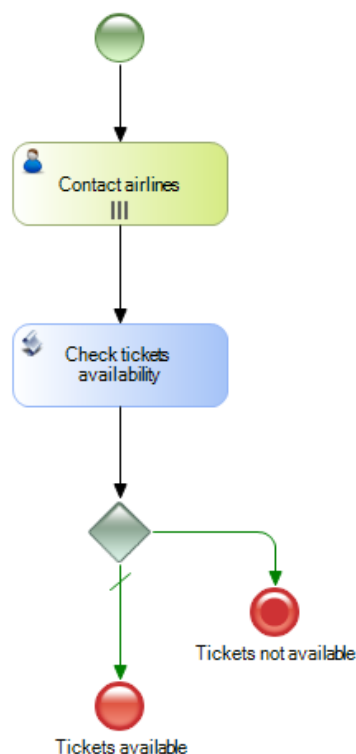 Contact airlines
Check tickets
availability
Tickets not available
Tickets available